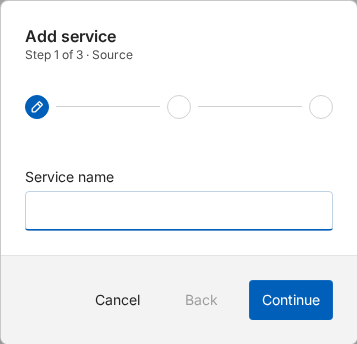 Add service
Step 1 of 3 · Source
Service name
Cancel
Back
Continue